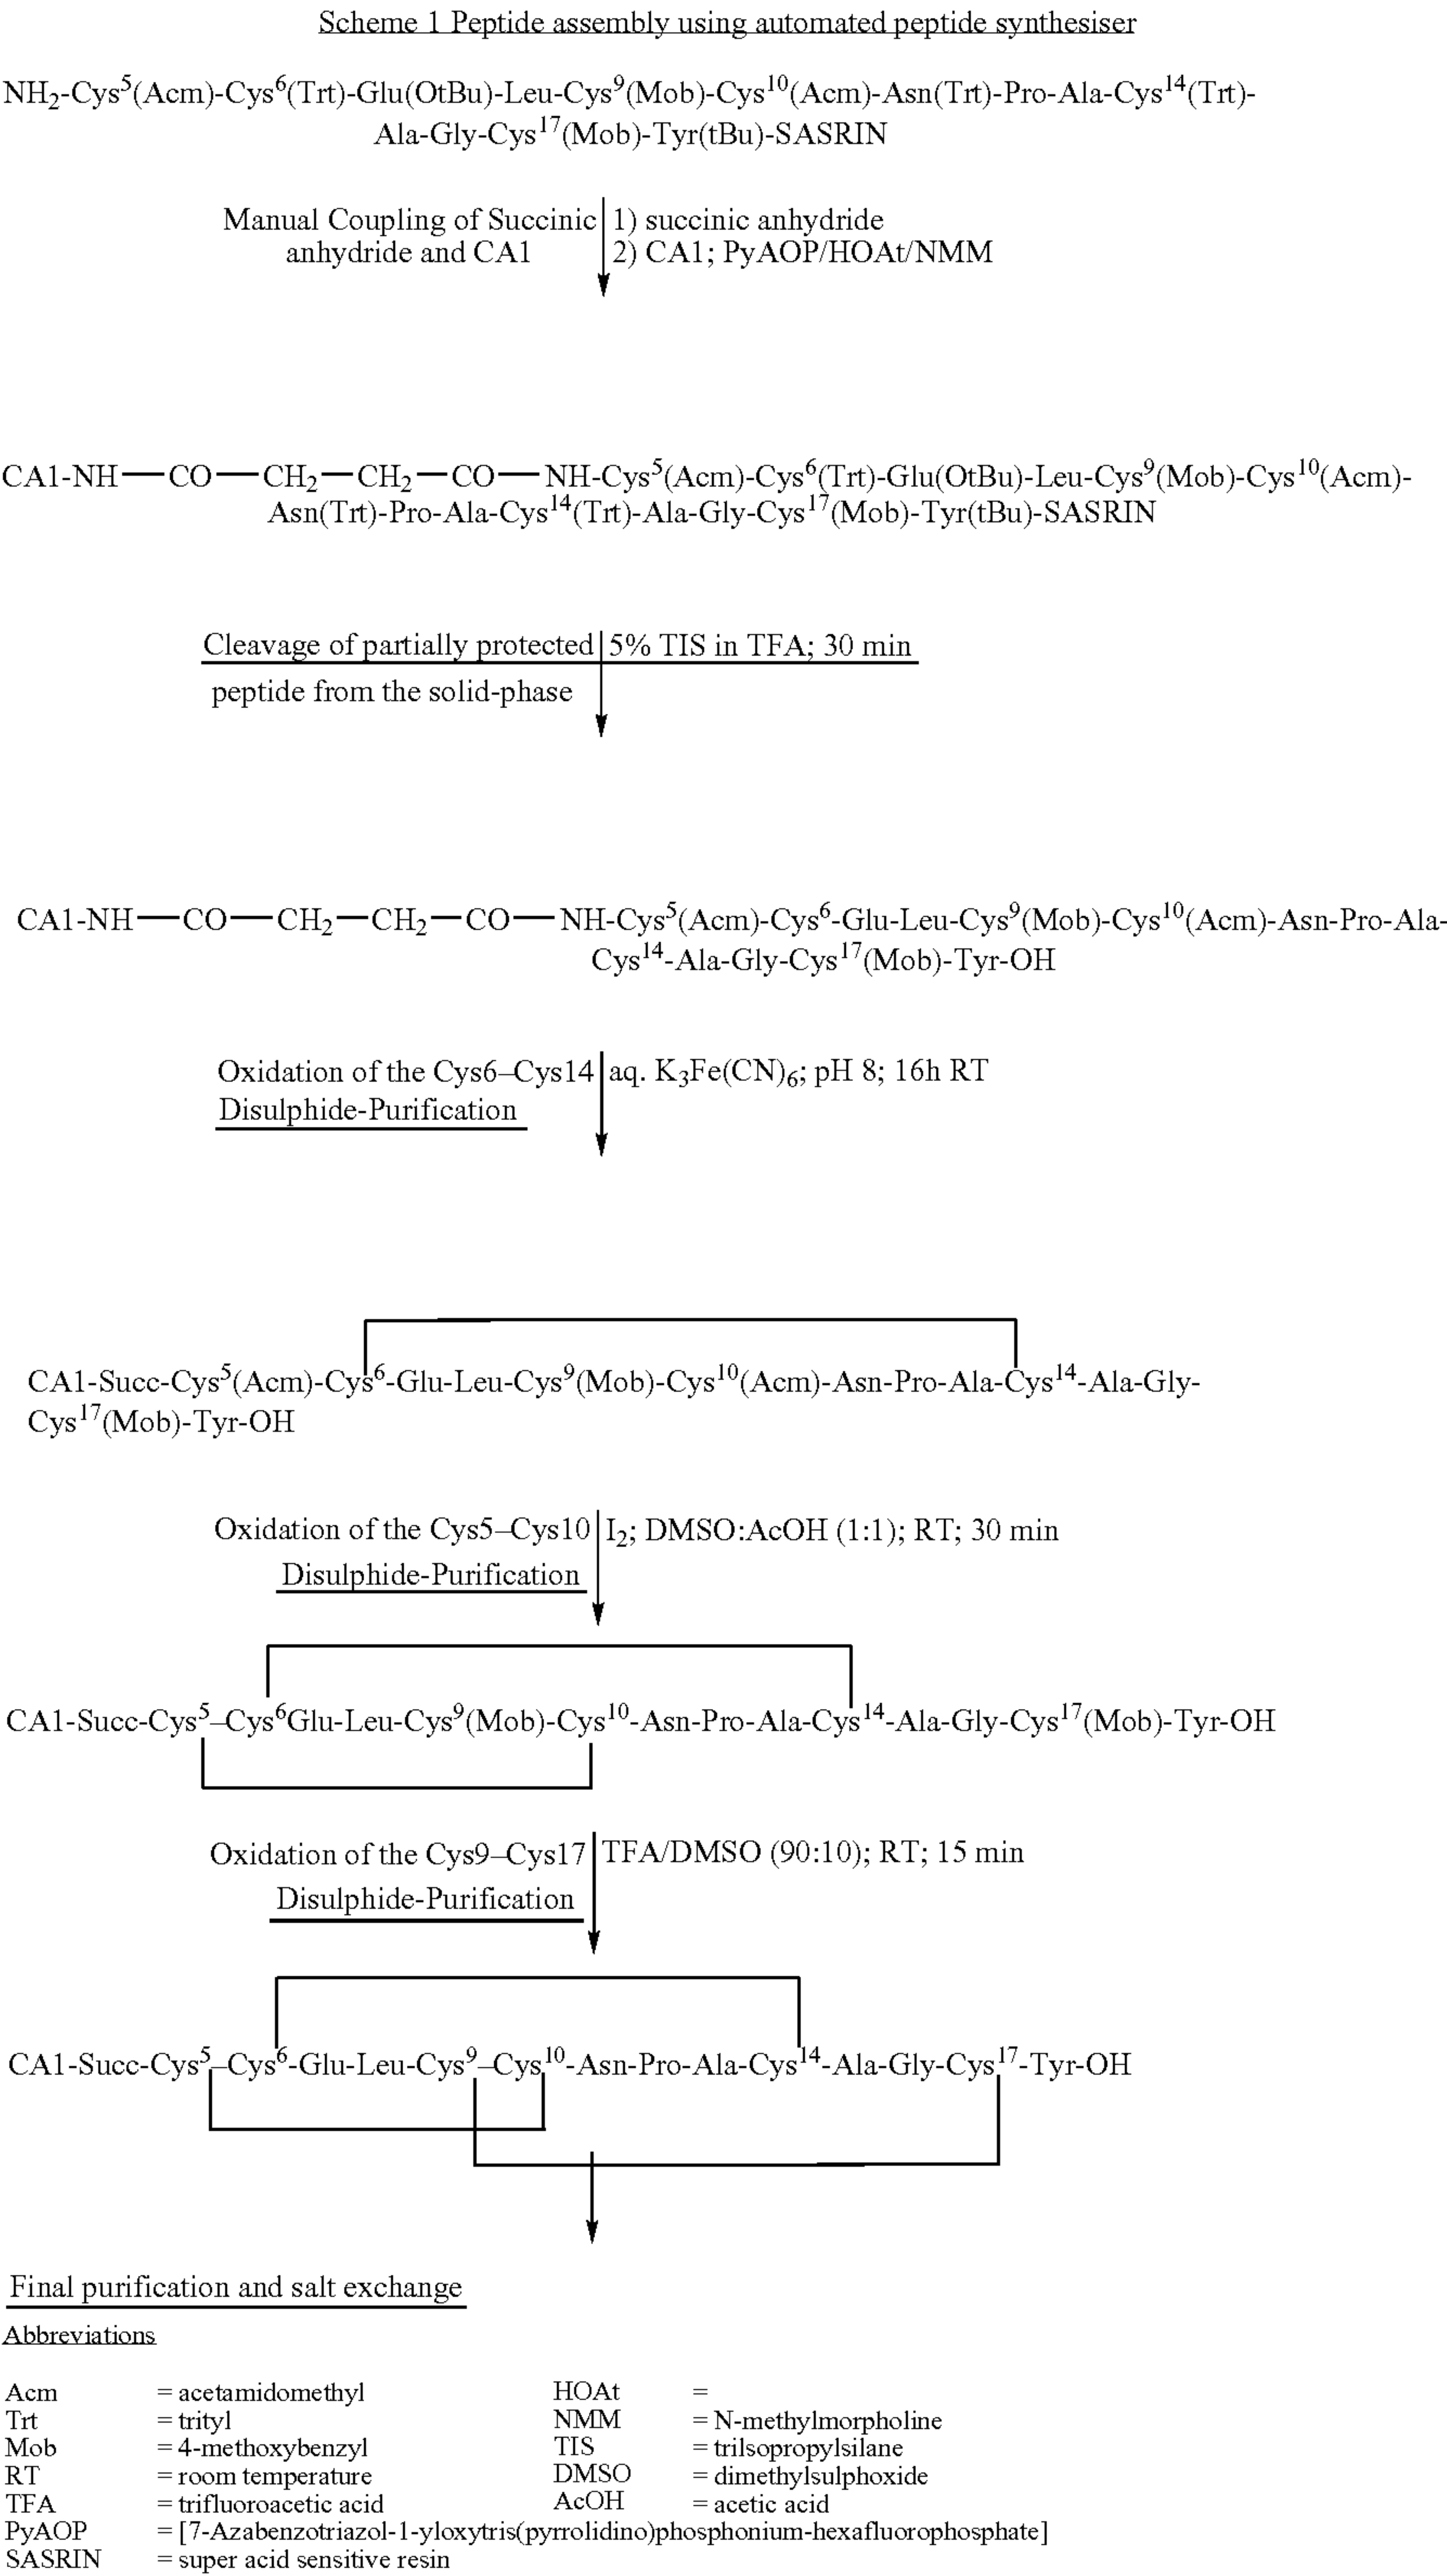 Scheme 1 Peptide assembly using automated peptide synthesiser
NH₂-Cys⁵(Acm)-Cys⁶(Trt)-Glu(OtBu)-Leu-Cys⁹(Mob)-Cys¹⁰(Acm)-Asn(Trt)-Pro-Ala-Cys¹⁴(Trt)-
Ala-Gly-Cys¹⁷(Mob)-Tyr(tBu)-SASRIN
Manual Coupling of Succinic 1) succinic anhydride
anhydride and CA1 2) CA1; PyAOP/HOAt/NMM
CA1-NH—CO—CH₂—CH₂—CO—NH-Cys⁵(Acm)-Cys⁶(Trt)-Glu(OtBu)-Leu-Cys⁹(Mob)-Cys¹⁰(Acm)-
Asn(Trt)-Pro-Ala-Cys¹⁴(Trt)-Ala-Gly-Cys¹⁷(Mob)-Tyr(tBu)-SASRIN
Cleavage of partially protected 5% TIS in TFA; 30 min
peptide from the solid-phase
CA1-NH—CO—CH₂—CH₂—CO—NH-Cys⁵(Acm)-Cys⁶-Glu-Leu-Cys⁹(Mob)-Cys¹⁰(Acm)-Asn-Pro-Ala-
Cys¹⁴-Ala-Gly-Cys¹⁷(Mob)-Tyr-OH
Oxidation of the Cys6–Cys14 aq. K₃Fe(CN)₆; pH 8; 16h RT
Disulphide-Purification
CA1-Succ-Cys⁵(Acm)-Cys⁶-Glu-Leu-Cys⁹(Mob)-Cys¹⁰(Acm)-Asn-Pro-Ala-Cys¹⁴-Ala-Gly-
Cys¹⁷(Mob)-Tyr-OH
Oxidation of the Cys5–Cys10 I₂; DMSO:AcOH (1:1); RT; 30 min
Disulphide-Purification
CA1-Succ-Cys⁵–Cys⁶Glu-Leu-Cys⁹(Mob)-Cys¹⁰-Asn-Pro-Ala-Cys¹⁴-Ala-Gly-Cys¹⁷(Mob)-Tyr-OH
Oxidation of the Cys9–Cys17 TFA/DMSO (90:10); RT; 15 min
Disulphide-Purification
CA1-Succ-Cys⁵–Cys⁶-Glu-Leu-Cys⁹–Cys¹⁰-Asn-Pro-Ala-Cys¹⁴-Ala-Gly-Cys¹⁷-Tyr-OH
Final purification and salt exchange
Abbreviations
Acm = acetamidomethyl HOAt =
Trt = trityl NMM = N-methylmorpholine
Mob = 4-methoxybenzyl TIS = trilsopropylsilane
RT = room temperature DMSO = dimethylsulphoxide
TFA = trifluoroacetic acid AcOH = acetic acid
PyAOP = [7-Azabenzotriazol-1-yloxytris(pyrrolidino)phosphonium-hexafluorophosphate]
SASRIN = super acid sensitive resin